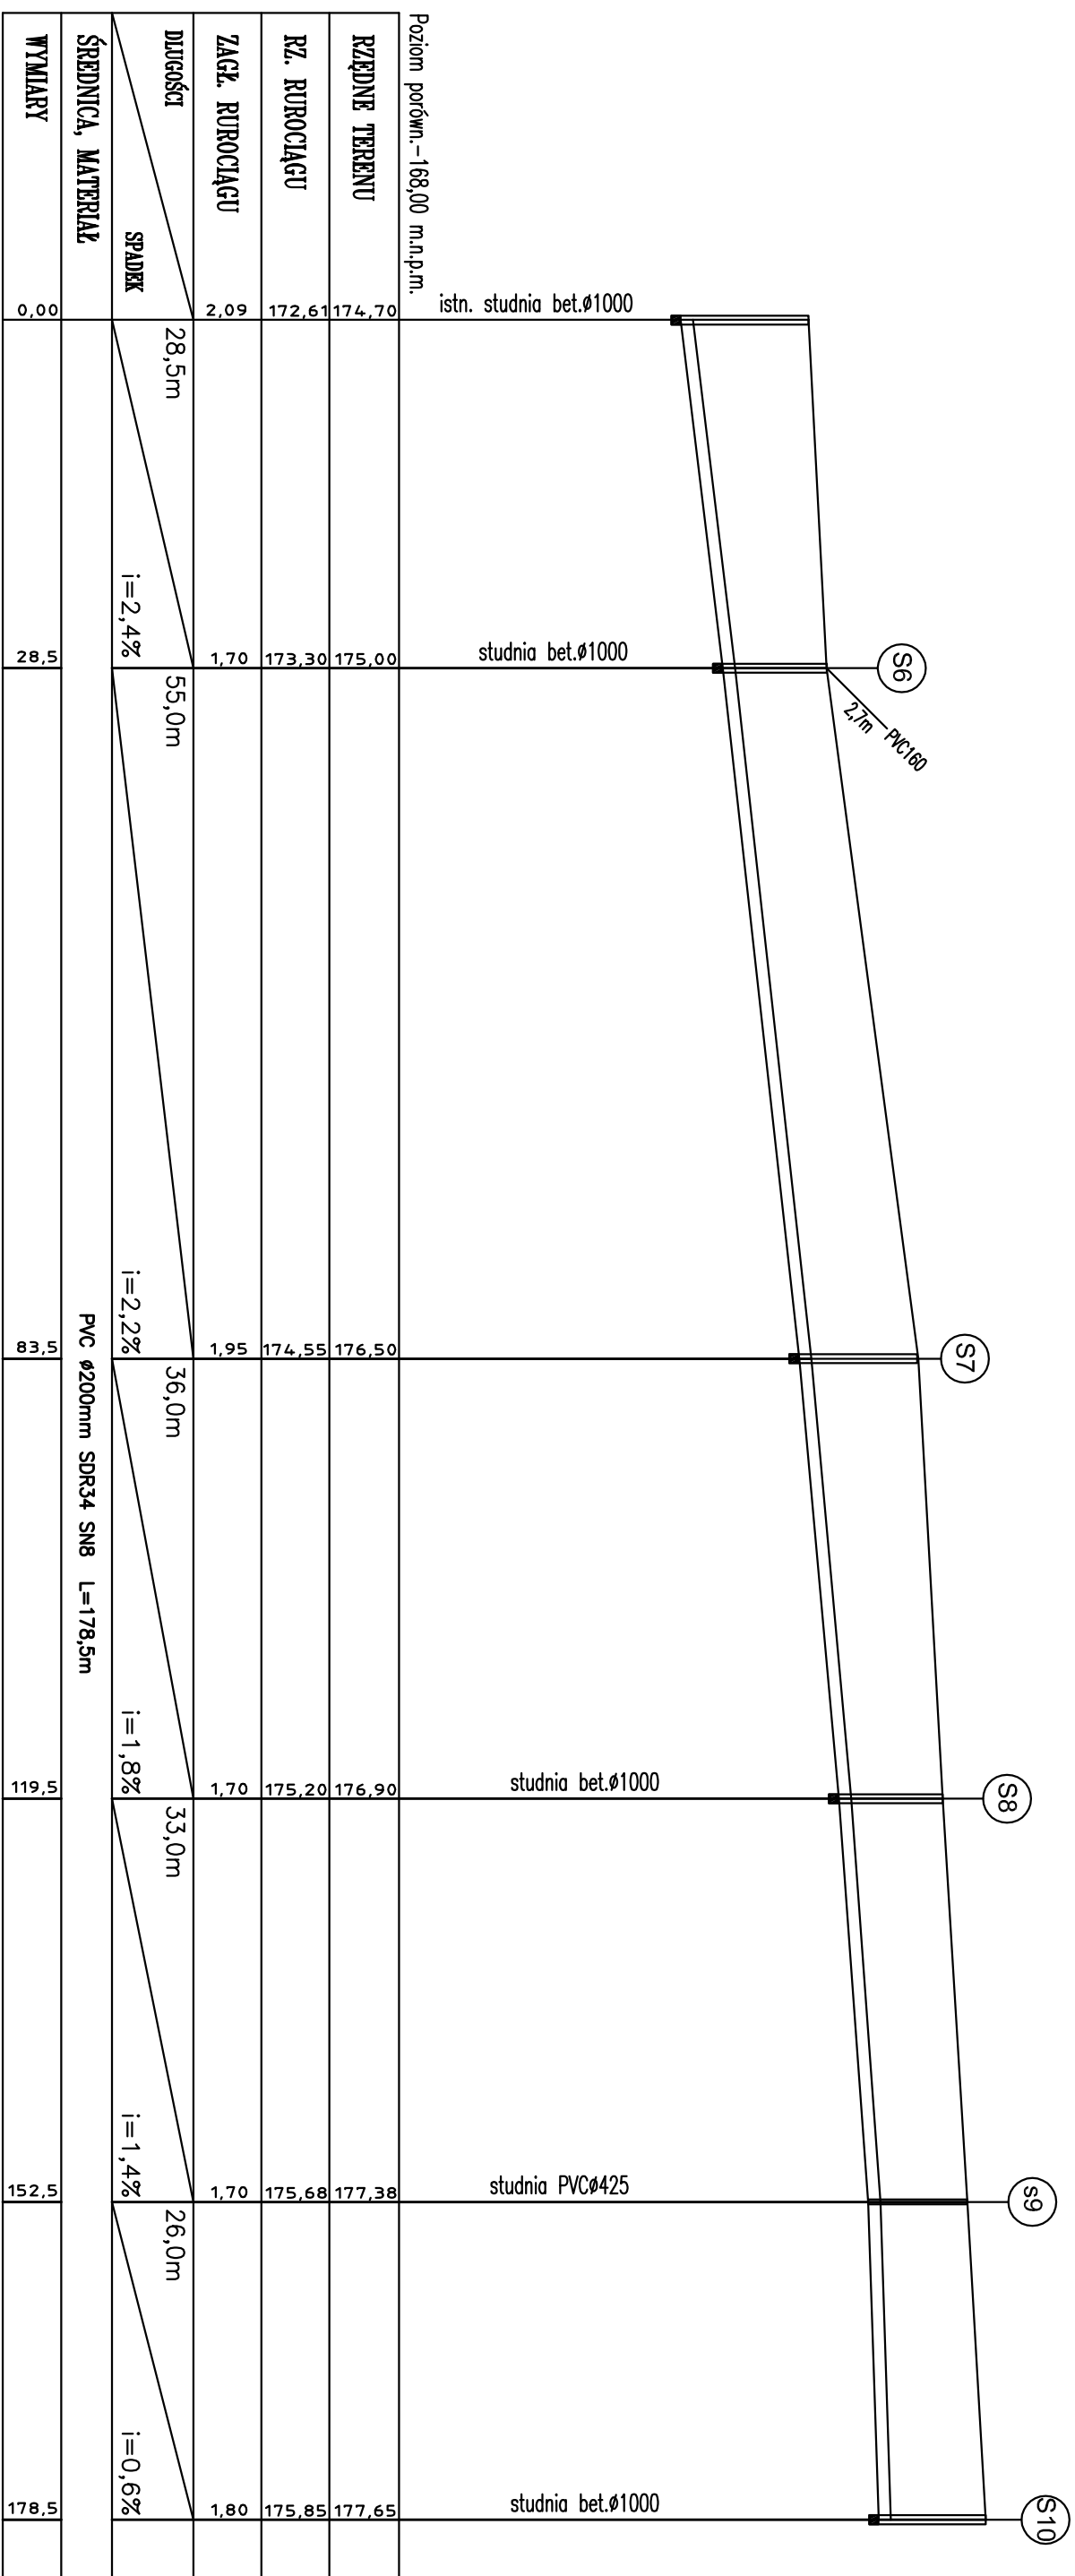 S6
S7
S8
s9
S10
2,7m PVC160
istn. studnia bet.ø1000
studnia bet.ø1000
studnia bet.ø1000
studnia PVCø425
studnia bet.ø1000
Poziom porówn.-168,00 m.n.p.m.
RZĘDNE TERENU 174,70 175,00 176,50 176,90 177,38 177,65
RZ. RUROCIĄGU 172,61 173,30 174,55 175,20 175,68 175,85
ZAGŁ. RUROCIĄGU 2,09 1,70 1,95 1,70 1,70 1,80
DŁUGOŚCI 28,5m 55,0m 36,0m 33,0m 26,0m
SPADEK i=2,4% i=2,2% i=1,8% i=1,4% i=0,6%
ŚREDNICA, MATERIAŁ PVC ø200mm SDR34 SN8 L=178,5m
WYMIARY 0,00 28,5 83,5 119,5 152,5 178,5